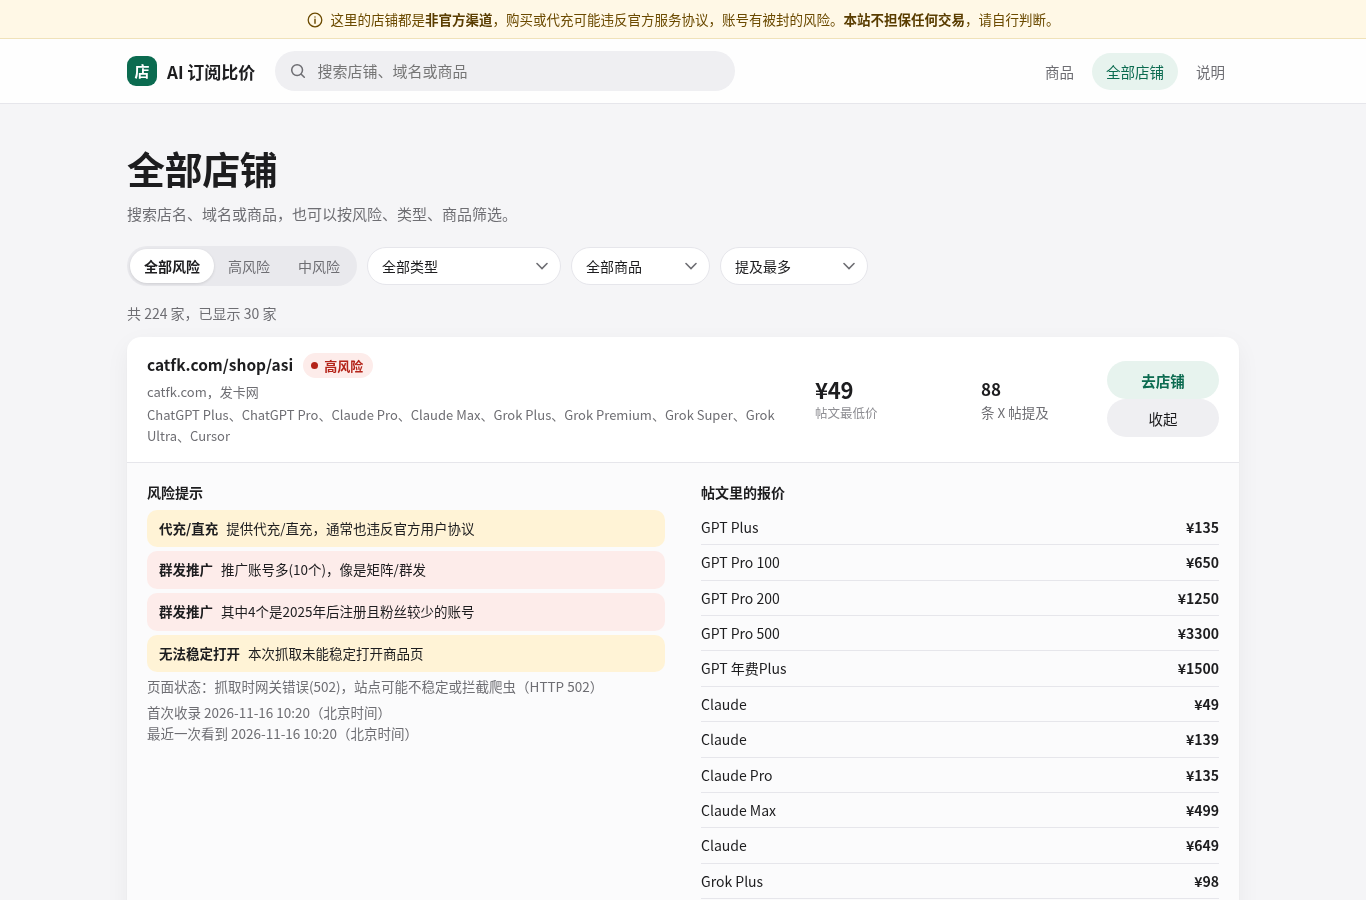 这里的店铺都是非官方渠道，购买或代充可能违反官方服务协议，账号有被封的风险。本站不担保任何交易，请自行判断。
店 AI 订阅比价
搜索店铺、域名或商品
商品 全部店铺 说明
全部店铺
搜索店名、域名或商品，也可以按风险、类型、商品筛选。
全部风险 高风险 中风险 全部类型 全部商品 提及最多
共 224 家，已显示 30 家
catfk.com/shop/asi 高风险
catfk.com，发卡网
ChatGPT Plus、ChatGPT Pro、Claude Pro、Claude Max、Grok Plus、Grok Premium、Grok Super、Grok
Ultra、Cursor
¥49
帖文最低价
88
条 X 帖提及
去店铺
收起
风险提示
代充/直充 提供代充/直充，通常也违反官方用户协议
群发推广 推广账号多(10个)，像是矩阵/群发
群发推广 其中4个是2025年后注册且粉丝较少的账号
无法稳定打开 本次抓取未能稳定打开商品页
页面状态：抓取时网关错误(502)，站点可能不稳定或拦截爬虫（HTTP 502）
首次收录 2026-11-16 10:20（北京时间）
最近一次看到 2026-11-16 10:20（北京时间）
帖文里的报价
GPT Plus ¥135
GPT Pro 100 ¥650
GPT Pro 200 ¥1250
GPT Pro 500 ¥3300
GPT 年费Plus ¥1500
Claude ¥49
Claude ¥139
Claude Pro ¥135
Claude Max ¥499
Claude ¥649
Grok Plus ¥98